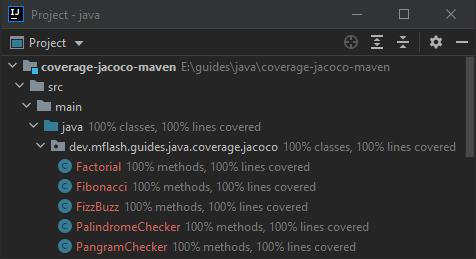 Project - java
Project
coverage-jacoco-maven E:\guides\java\coverage-jacoco-maven
src
main
java 100% classes, 100% lines covered
dev.mflash.guides.java.coverage.jacoco 100% classes, 100% lines covered
Factorial 100% methods, 100% lines covered
Fibonacci 100% methods, 100% lines covered
FizzBuzz 100% methods, 100% lines covered
PalindromeChecker 100% methods, 100% lines covered
PangramChecker 100% methods, 100% lines covered